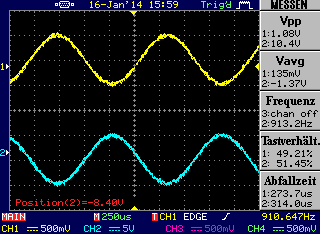 16-Jan'14 15:59 Trig'd MESSEN
Vpp
1:1.08V
2:10.4V
Vavg
1:135mV
2:-1.37V
Frequenz
3:chan off
2:913.2Hz
Tastverhält.
1: 49.21%
2: 51.45%
Abfallzeit
1:273.7us
2:314.0us
1
2
Position(2)=-8.40V
MAIN M 250us T CH1 EDGE 910.647Hz
CH1 500mV CH2 5V CH3 500mV CH4 500mV